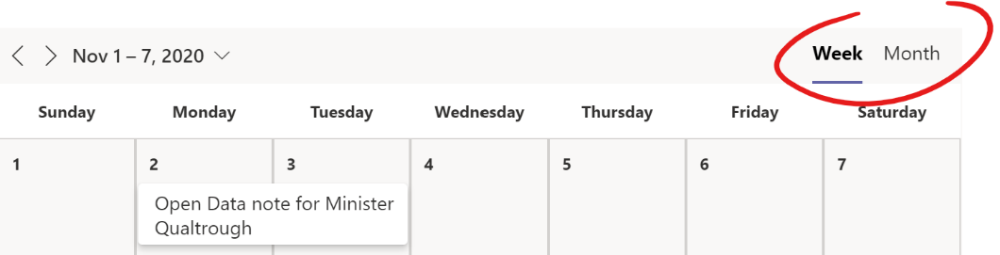 Nov 1 – 7, 2020
Week Month
Sunday Monday Tuesday Wednesday Thursday Friday Saturday
1 2 3 4 5 6 7
Open Data note for Minister
Qualtrough